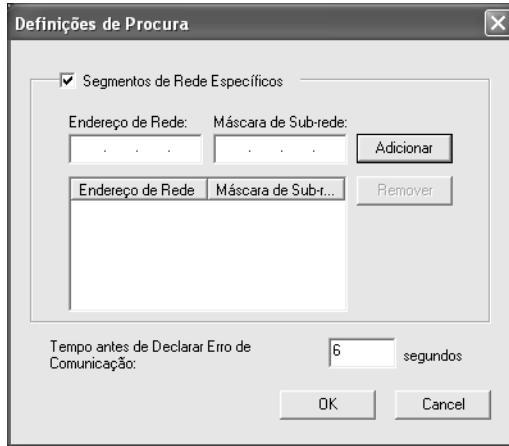 Definições de Procura
Segmentos de Rede Específicos
Endereço de Rede: Máscara de Sub-rede:
. . . . . . Adicionar
Endereço de Rede Máscara de Sub-r... Remover
Tempo antes de Declarar Erro de
Comunicação:
6 segundos
OK Cancel